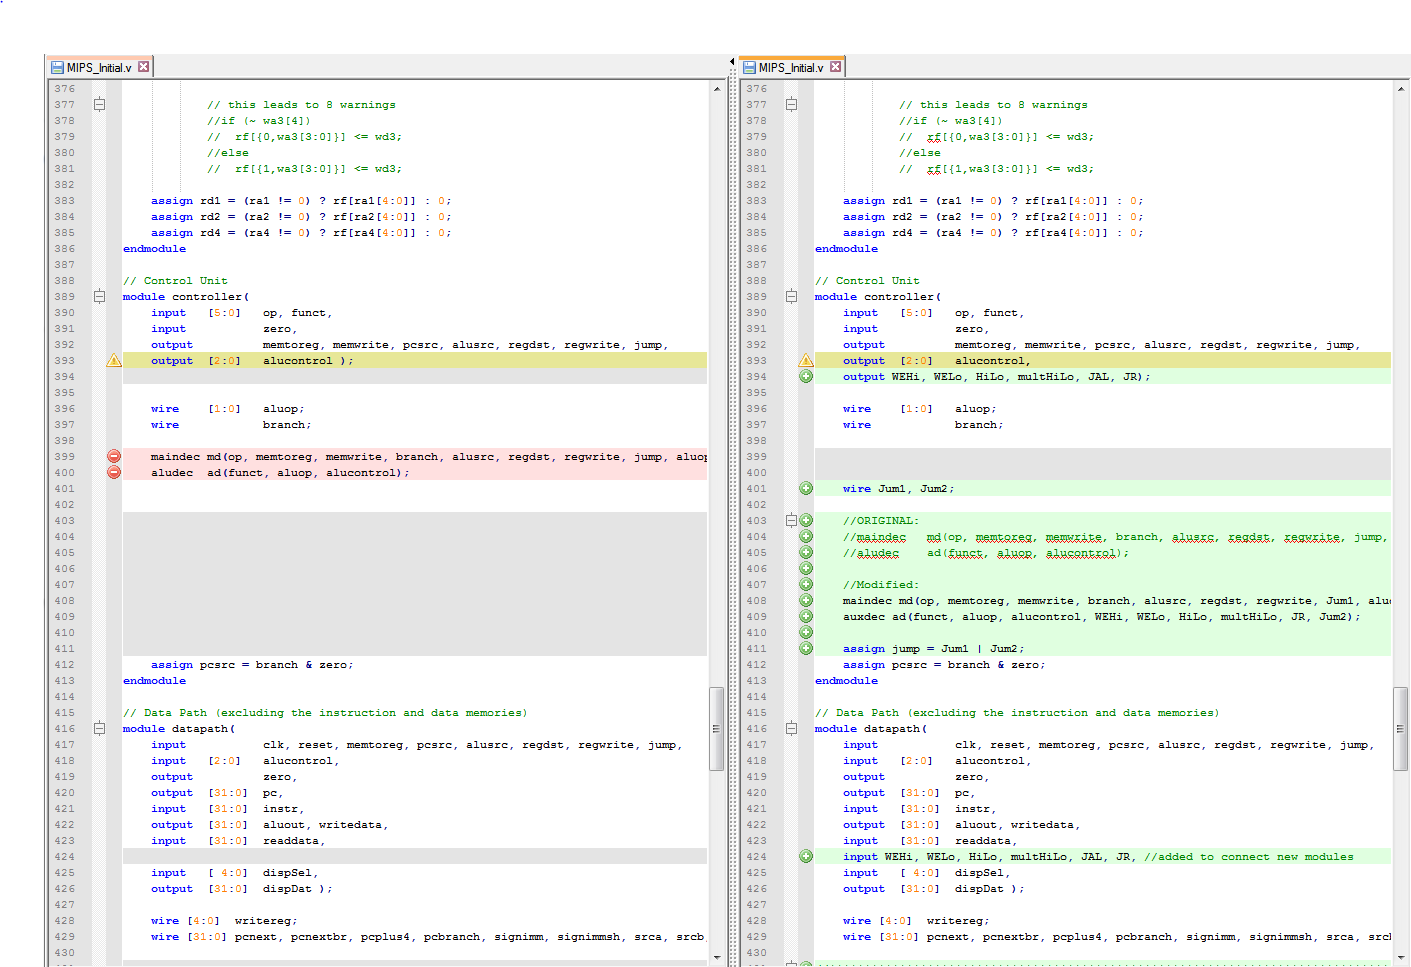 MIPS_Initial.v
376
377 // this leads to 8 warnings
378 //if (~ wa3[4])
379 //  rf[{0,wa3[3:0]}] <= wd3;
380 //else
381 //  rf[{1,wa3[3:0]}] <= wd3;
382
383 assign rd1 = (ra1 != 0) ? rf[ra1[4:0]] : 0;
384 assign rd2 = (ra2 != 0) ? rf[ra2[4:0]] : 0;
385 assign rd4 = (ra4 != 0) ? rf[ra4[4:0]] : 0;
386 endmodule
387
388 // Control Unit
389 module controller(
390 input   [5:0]   op, funct,
391 input           zero,
392 output          memtoreg, memwrite, pcsrc, alusrc, regdst, regwrite, jump,
393 output  [2:0]   alucontrol );
394
395
396 wire    [1:0]   aluop;
397 wire            branch;
398
399 maindec md(op, memtoreg, memwrite, branch, alusrc, regdst, regwrite, jump, aluop
400 aludec  ad(funct, aluop, alucontrol);
401
402
403
404
405
406
407
408
409
410
411
412 assign pcsrc = branch & zero;
413 endmodule
414
415 // Data Path (excluding the instruction and data memories)
416 module datapath(
417 input           clk, reset, memtoreg, pcsrc, alusrc, regdst, regwrite, jump,
418 input   [2:0]   alucontrol,
419 output          zero,
420 output  [31:0]  pc,
421 input   [31:0]  instr,
422 output  [31:0]  aluout, writedata,
423 input   [31:0]  readdata,
424
425 input   [ 4:0]  dispSel,
426 output  [31:0]  dispDat );
427
428 wire [4:0]  writereg;
429 wire [31:0] pcnext, pcnextbr, pcplus4, pcbranch, signimm, signimmsh, srca, srcb
430
MIPS_Initial.v
376
377 // this leads to 8 warnings
378 //if (~ wa3[4])
379 //  rf[{0,wa3[3:0]}] <= wd3;
380 //else
381 //  rf[{1,wa3[3:0]}] <= wd3;
382
383 assign rd1 = (ra1 != 0) ? rf[ra1[4:0]] : 0;
384 assign rd2 = (ra2 != 0) ? rf[ra2[4:0]] : 0;
385 assign rd4 = (ra4 != 0) ? rf[ra4[4:0]] : 0;
386 endmodule
387
388 // Control Unit
389 module controller(
390 input   [5:0]   op, funct,
391 input           zero,
392 output          memtoreg, memwrite, pcsrc, alusrc, regdst, regwrite, jump,
393 output  [2:0]   alucontrol,
394 output WEHi, WELo, HiLo, multHiLo, JAL, JR);
395
396 wire    [1:0]   aluop;
397 wire            branch;
398
399
400
401 wire Jum1, Jum2;
402
403 //ORIGINAL:
404 //maindec   md(op, memtoreg, memwrite, branch, alusrc, regdst, regwrite, jump,
405 //aludec    ad(funct, aluop, alucontrol);
406
407 //Modified:
408 maindec md(op, memtoreg, memwrite, branch, alusrc, regdst, regwrite, Jum1, alu
409 auxdec ad(funct, aluop, alucontrol, WEHi, WELo, HiLo, multHiLo, JR, Jum2);
410
411 assign jump = Jum1 | Jum2;
412 assign pcsrc = branch & zero;
413 endmodule
414
415 // Data Path (excluding the instruction and data memories)
416 module datapath(
417 input           clk, reset, memtoreg, pcsrc, alusrc, regdst, regwrite, jump,
418 input   [2:0]   alucontrol,
419 output          zero,
420 output  [31:0]  pc,
421 input   [31:0]  instr,
422 output  [31:0]  aluout, writedata,
423 input   [31:0]  readdata,
424 input WEHi, WELo, HiLo, multHiLo, JAL, JR, //added to connect new modules
425 input   [ 4:0]  dispSel,
426 output  [31:0]  dispDat );
427
428 wire [4:0]  writereg;
429 wire [31:0] pcnext, pcnextbr, pcplus4, pcbranch, signimm, signimmsh, srca, srcl
430